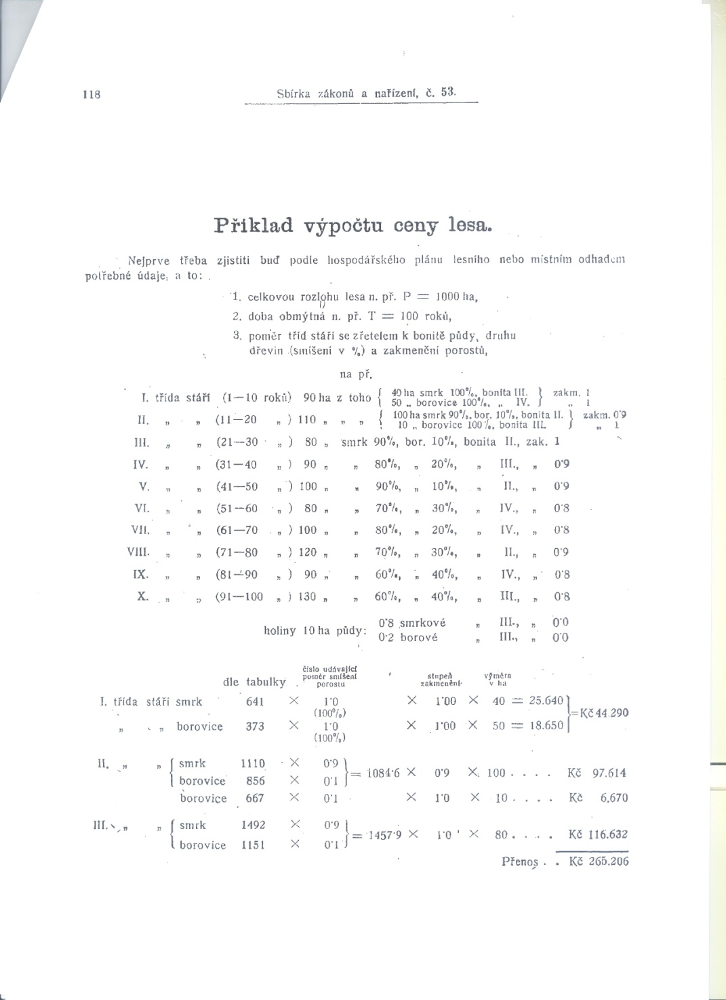 118
Sbírka zákonů a nařízení, č. 53.
Příklad výpočtu ceny lesa.
Nejprve třeba zjistiti buď podle hospodářského plánu lesního nebo místním odhadem
potřebné údaje, a to:
1. celkovou rozlohu lesa n. př. P = 1000 ha,
2. doba obmýtná n. př. T = 100 roků,
3. poměr tříd stáří se zřetelem k bonitě půdy, druhu
dřevin (smíšení v %) a zakmenění porostů,
na př.
I. třída stáří (1—10 roků) 90 ha z toho { 40 ha smrk 100%, bonita III. } zakm. 1
50 „ borovice 100%, „ IV. } „ 1
II. „ „ (11—20 „ ) 110 „ „ „ { 100 ha smrk 90%, bor. 10%, bonita II. } zakm. 0·9
10 „ borovice 100%, bonita III. } „ 1
III. „ „ (21—30 „ ) 80 „ smrk 90%, bor. 10%, bonita II., zak. 1
IV. „ „ (31—40 „ ) 90 „ „ 80%, „ 20%, „ III., „ 0·9
V. „ „ (41—50 „ ) 100 „ „ 90%, „ 10%, „ II., „ 0·9
VI. „ „ (51—60 „ ) 80 „ „ 70%, „ 30%, „ IV., „ 0·8
VII. „ „ (61—70 „ ) 100 „ „ 80%, „ 20%, „ IV., „ 0·8
VIII. „ „ (71—80 „ ) 120 „ „ 70%, „ 30%, „ II., „ 0·9
IX. „ „ (81—90 „ ) 90 „ „ 60%, „ 40%, „ IV., „ 0·8
X. „ „ (91—100 „ ) 130 „ „ 60%, „ 40%, „ III., „ 0·8
holiny 10 ha půdy: 0·8 smrkové „ III., „ 0·0
0·2 borové „ III., „ 0·0
dle tabulky číslo udávající poměr smíšení porostu stupeň zakmenění výměra v ha
I. třída stáří smrk 641 × 1·0 × 1·00 × 40 = 25.640
(100%)
} = Kč 44.290
„ „ borovice 373 × 1·0 × 1·00 × 50 = 18.650
(100%)
II. „ „ { smrk 1110 × 0·9
} = 1084·6 × 0·9 × 100 . . . . Kč 97.614
borovice 856 × 0·1
borovice 667 × 0·1 × 1·0 × 10 . . . . Kč 6.670
III. „ „ { smrk 1492 × 0·9
} = 1457·9 × 1·0 × 80 . . . . Kč 116.632
borovice 1151 × 0·1
Přenos . . Kč 265.206